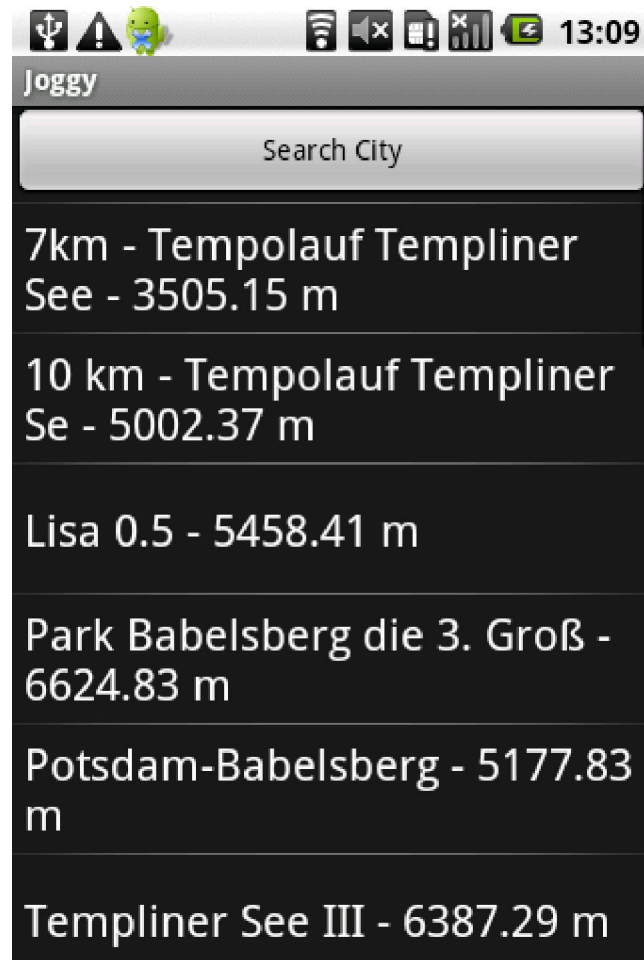 13:09
Joggy
Search City
7km - Tempolauf Templiner
See - 3505.15 m
10 km - Tempolauf Templiner
Se - 5002.37 m
Lisa 0.5 - 5458.41 m
Park Babelsberg die 3. Groß -
6624.83 m
Potsdam-Babelsberg - 5177.83
m
Templiner See III - 6387.29 m